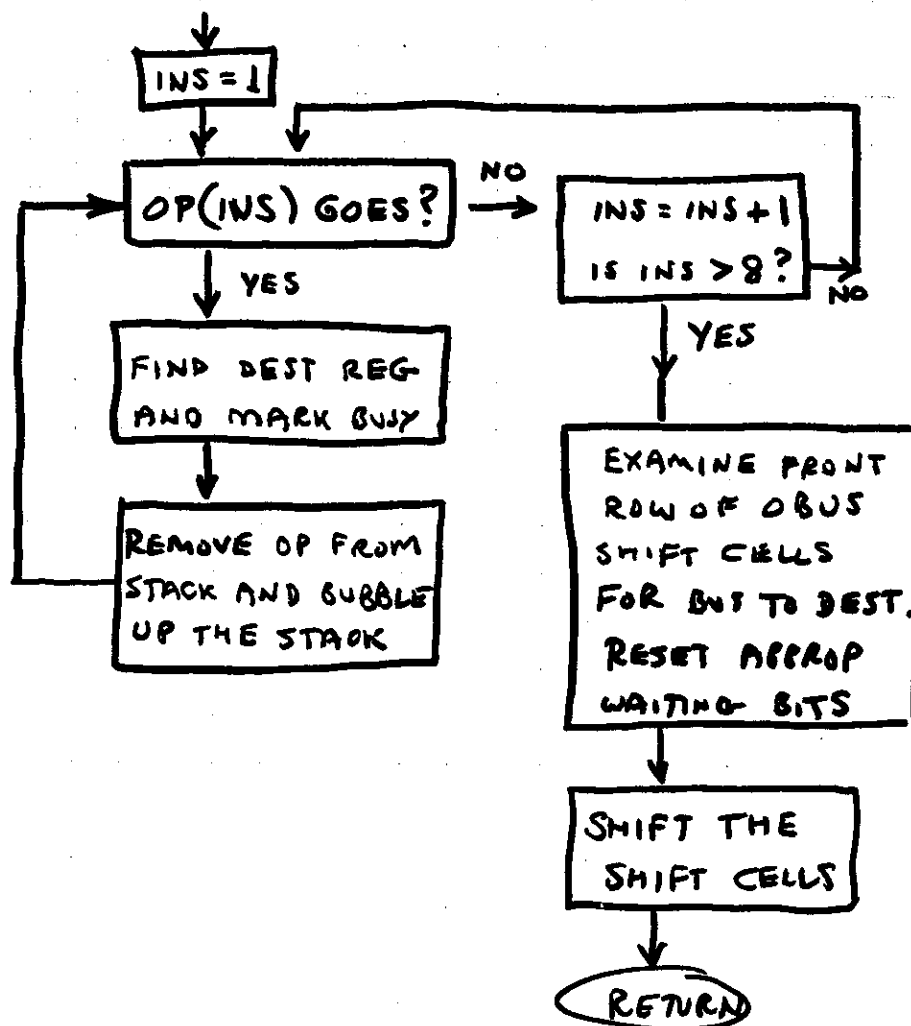 INS = 1
OP(INS) GOES?
NO
INS = INS + 1
IS INS > 8?
NO
YES
FIND DEST REG
AND MARK BUSY
REMOVE OP FROM
STACK AND BUBBLE
UP THE STACK
YES
EXAMINE FRONT
ROW OF OBUS
SHIFT CELLS
FOR BUS TO DEST.
RESET APPROP
WAITING BITS
SHIFT THE
SHIFT CELLS
RETURN